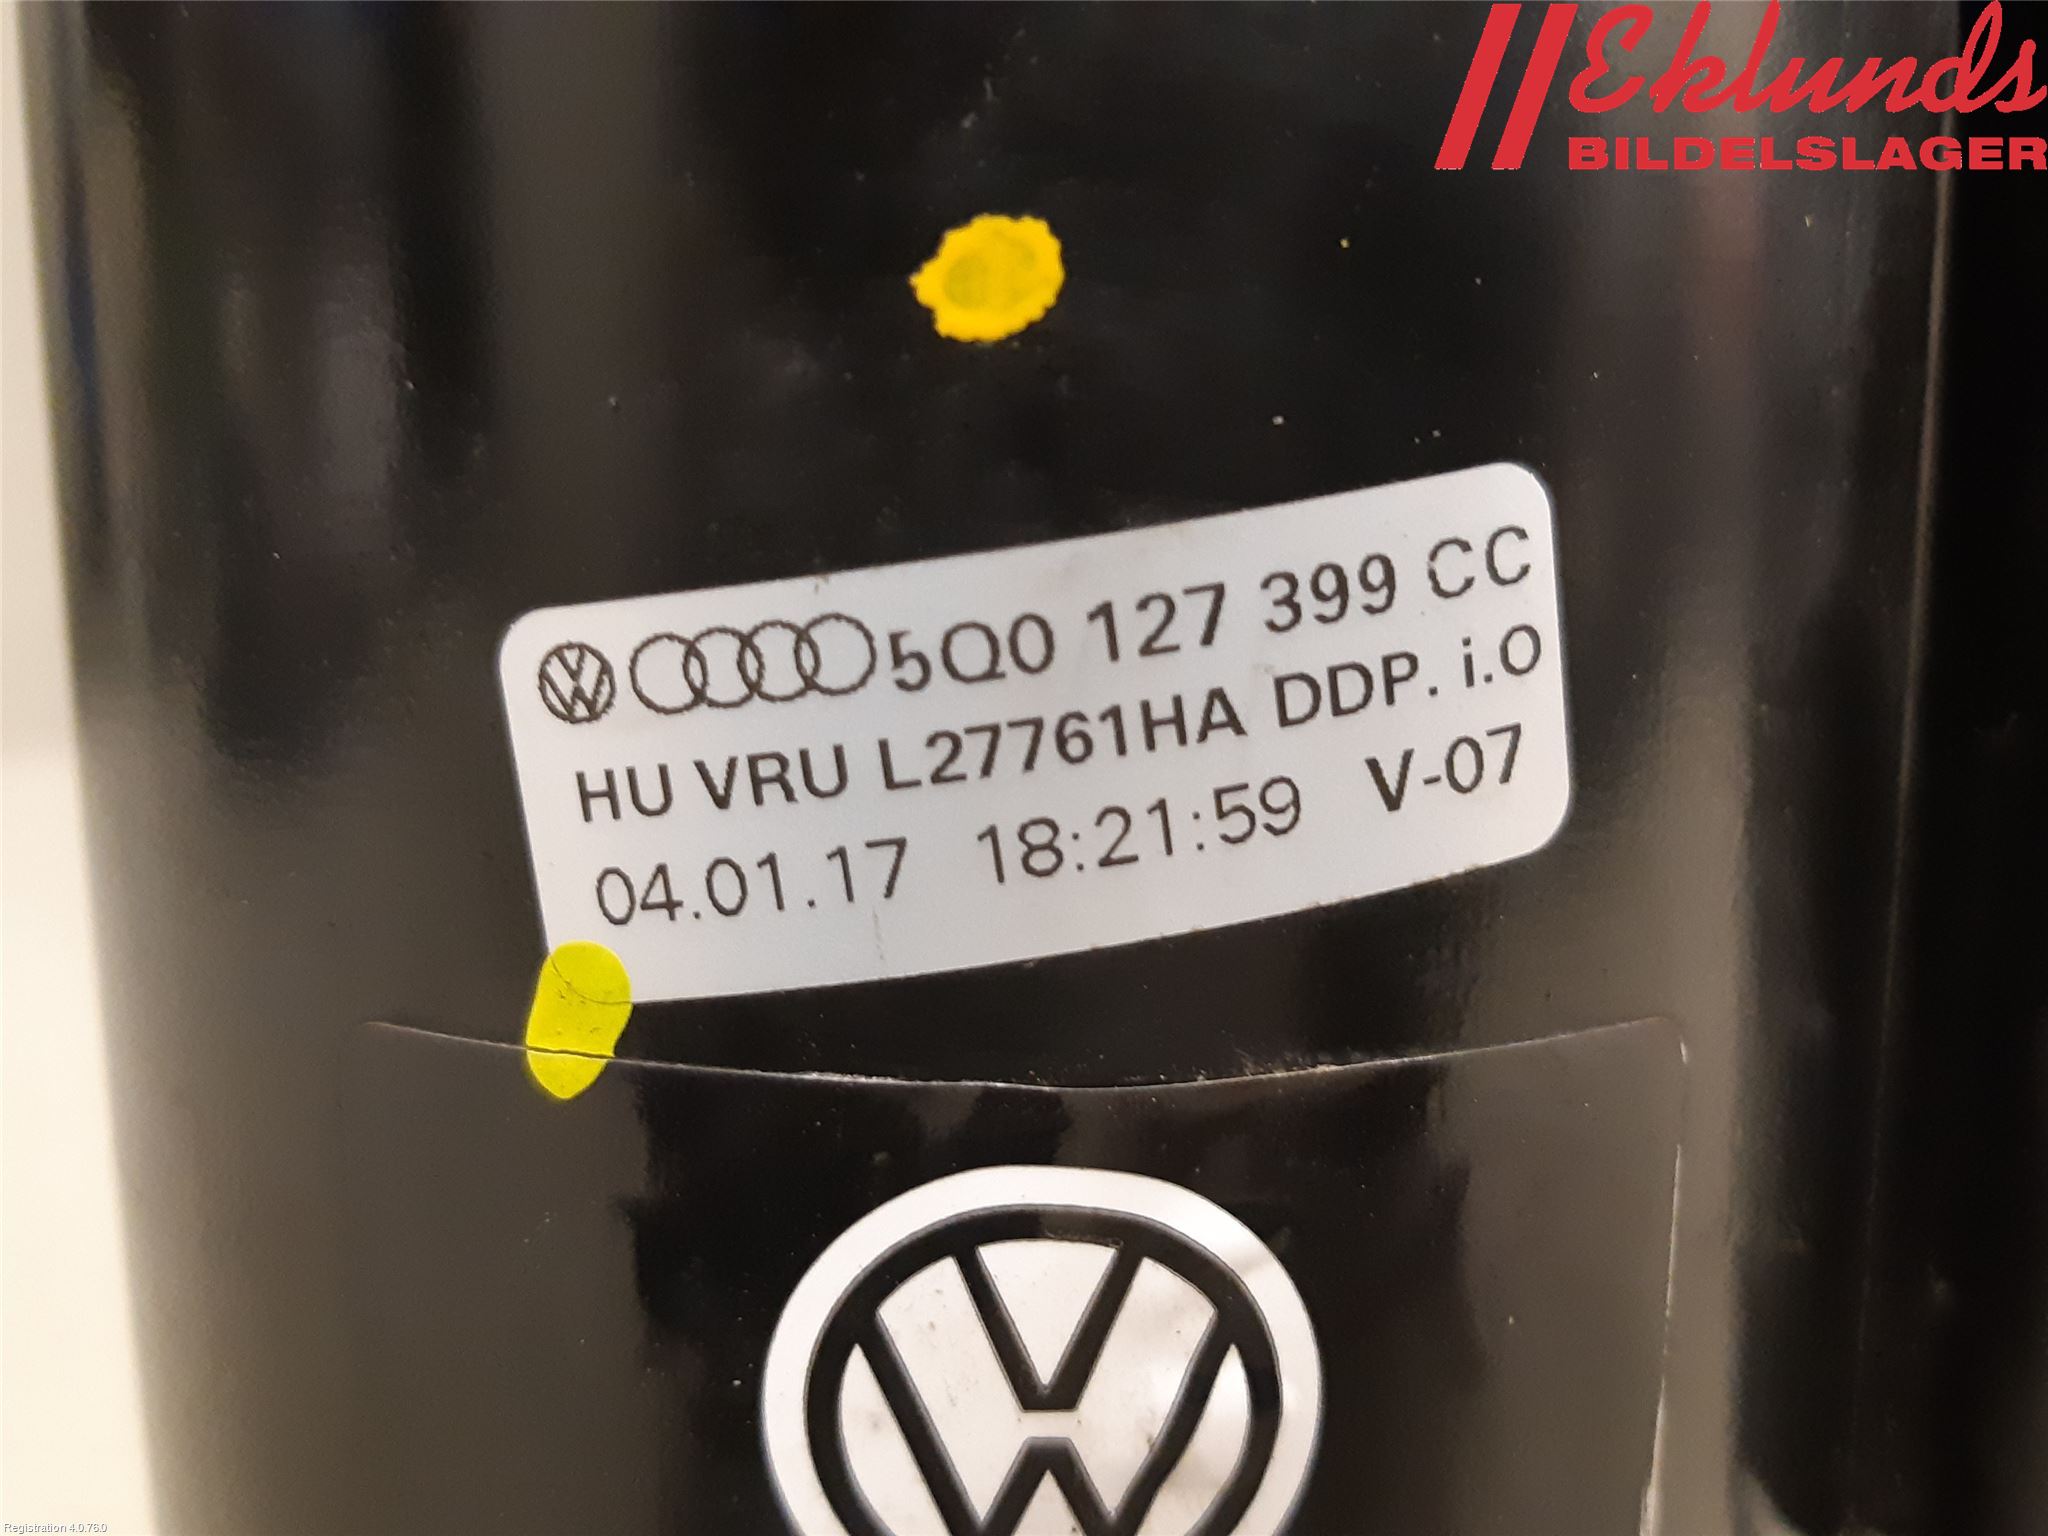 Eklunds
BILDELSLAGER
5Q0 127 399 CC
HU VRU L27761HA DDP. i.O
04.01.17 18:21:59 V-07
Registration 4.0.76.0